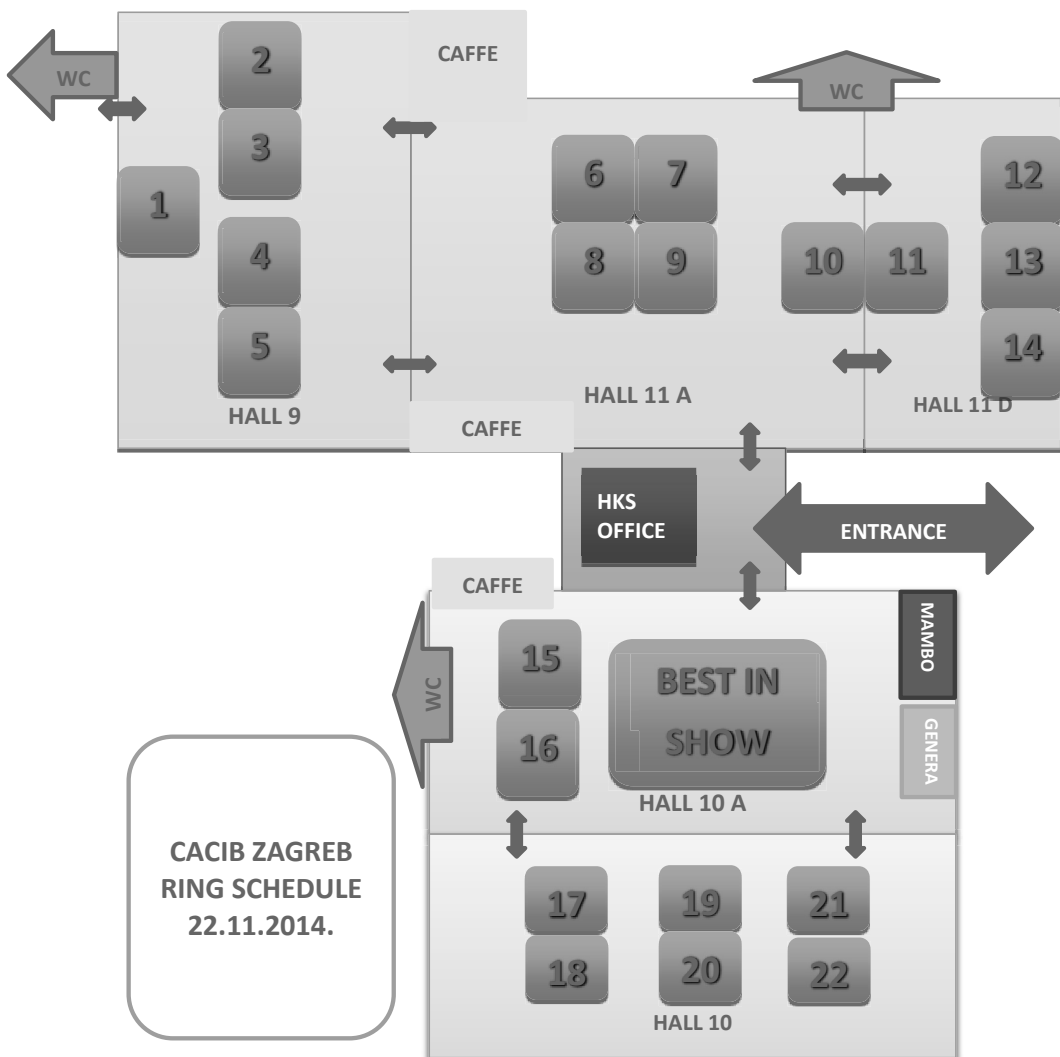 CAFFE
WC
2
WC
3
6
7
12
1
4
8
9
10
11
13
5
14
HALL 9
HALL 11 A
HALL 11 D
CAFFE
HKS
OFFICE
ENTRANCE
CAFFE
MAMBO
15
BEST IN
SHOW
WC
16
GENERA
HALL 10 A
CACIB ZAGREB
RING SCHEDULE
22.11.2014.
17
19
21
18
20
22
HALL 10